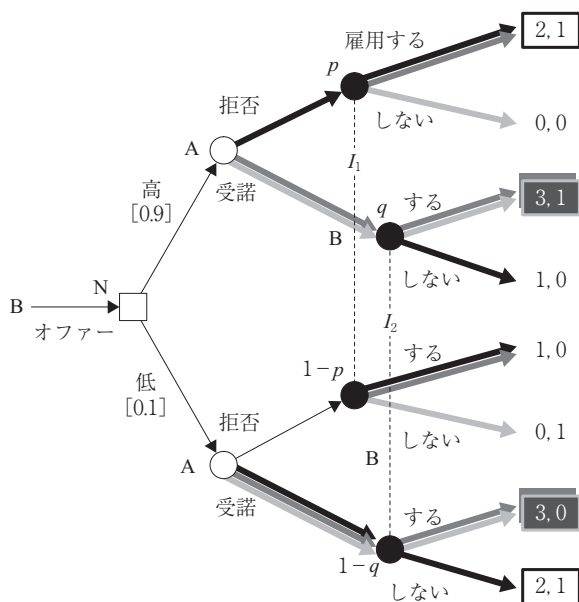 雇用する
2, 1
p
拒否
しない
0, 0
A
I₁
受諾
高
[0.9]
する
3, 1
q
B
しない
1, 0
N
B
オファー
I₂
する
1, 0
1−p
低
[0.1]
拒否
しない
0, 1
B
A
受諾
する
3, 0
1−q
しない
2, 1